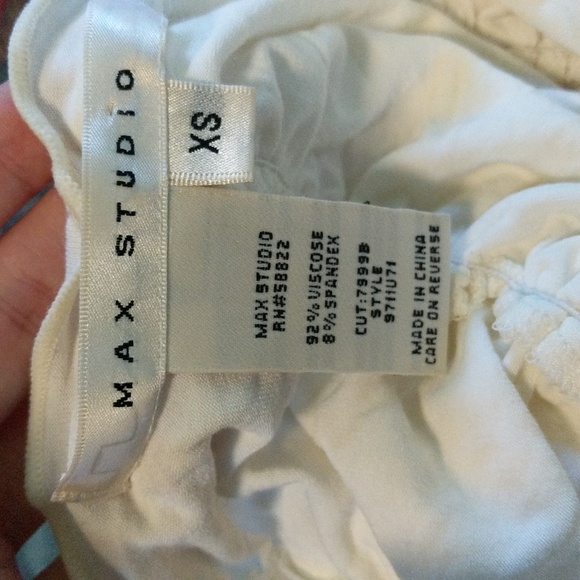 MAX STUDIO
XS
MAX STUDIO
RN#58822
92% VISCOSE
8% SPANDEX
CUT:79998
STYLE
9711U71
MADE IN CHINA
CARE ON REVERSE